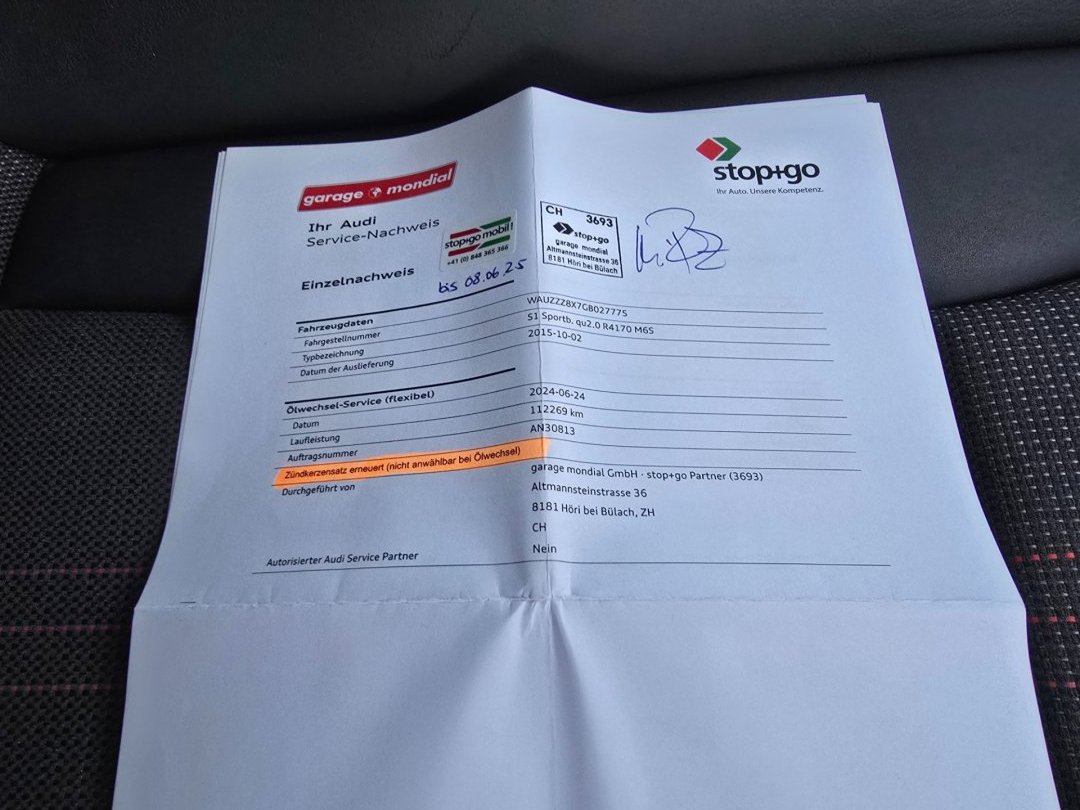 garage mondial
stop+go
Ihr Auto. Unsere Kompetenz.
Ihr Audi
Service-Nachweis
stop+go mobil!
+41 (0) 848 365 366
CH 3693
stop+go
garage mondial
Altmannsteinstrasse 36
8181 Höri bei Bülach
Einzelnachweis
bis 08.06.25
Fahrzeugdaten
Fahrgestellnummer WAUZZZ8X7GB027775
Typbezeichnung S1 Sportb. qu2.0 R4170 M6S
Datum der Auslieferung 2015-10-02
Ölwechsel-Service (flexibel)
Datum 2024-06-24
Laufleistung 112269 km
Auftragsnummer AN30813
Zündkerzensatz erneuert (nicht anwählbar bei Ölwechsel)
Durchgeführt von garage mondial GmbH · stop+go Partner (3693)
Altmannsteinstrasse 36
8181 Höri bei Bülach, ZH
CH
Autorisierter Audi Service Partner Nein